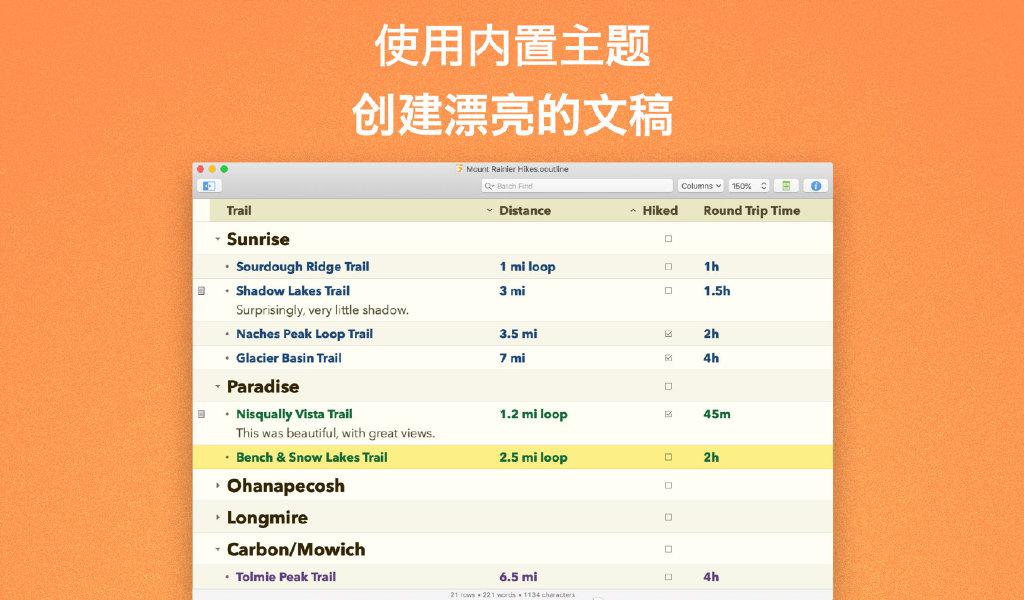 使用内置主题
创建漂亮的文稿
Mount Rainier Hikes.ooutline
Batch Find
Columns
150%
Trail Distance Hiked Round Trip Time
Sunrise
Sourdough Ridge Trail 1 mi loop 1h
Shadow Lakes Trail 3 mi 1.5h
Surprisingly, very little shadow.
Naches Peak Loop Trail 3.5 mi 2h
Glacier Basin Trail 7 mi 4h
Paradise
Nisqually Vista Trail 1.2 mi loop 45m
This was beautiful, with great views.
Bench & Snow Lakes Trail 2.5 mi loop 2h
Ohanapecosh
Longmire
Carbon/Mowich
Tolmie Peak Trail 6.5 mi 4h
21 rows • 221 words • 1134 characters